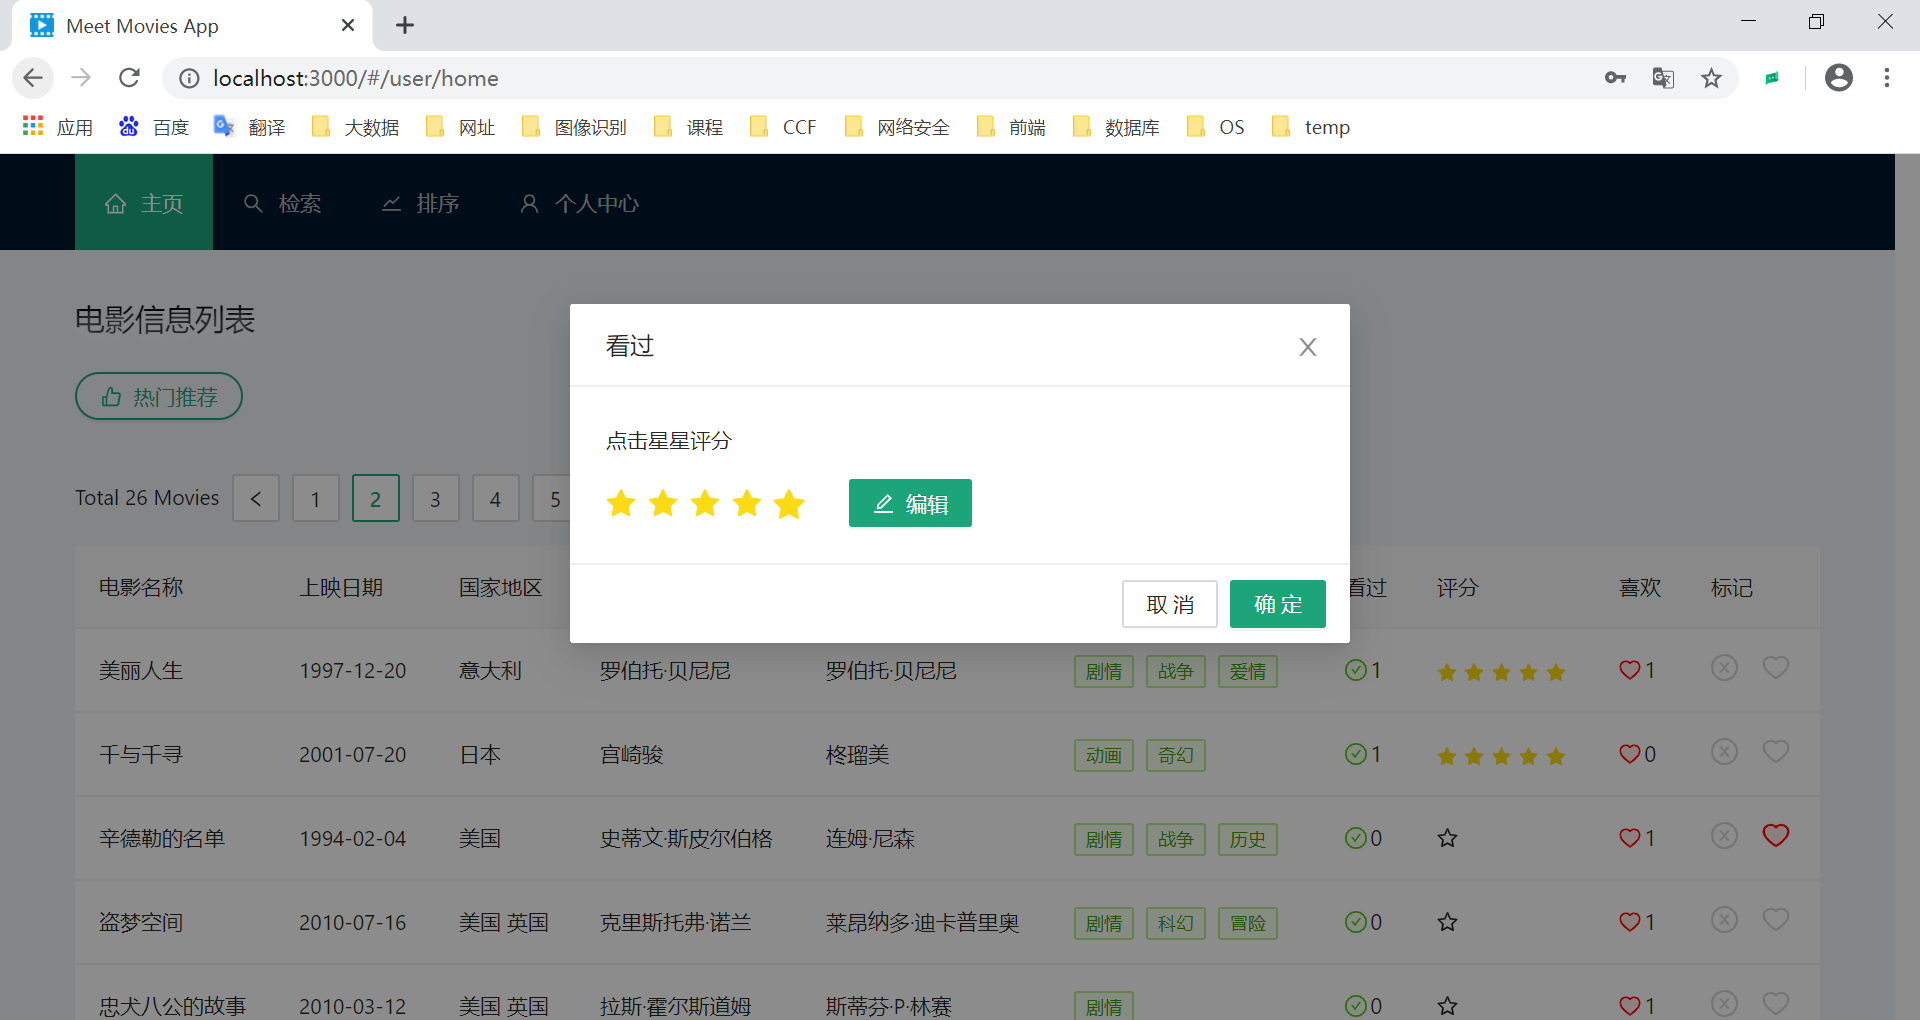 Meet Movies App
localhost:3000/#/user/home
应用 百度 翻译 大数据 网址 图像识别 课程 CCF 网络安全 前端 数据库 OS temp
主页 检索 排序 个人中心
电影信息列表
看过
热门推荐
点击星星评分
Total 26 Movies < 1 2 3 4 5
编辑
电影名称 上映日期 国家地区 看过 评分 喜欢 标记
取 消 确 定
美丽人生 1997-12-20 意大利 罗伯托·贝尼尼 罗伯托·贝尼尼 剧情 战争 爱情 1 1
千与千寻 2001-07-20 日本 宫崎骏 柊瑠美 动画 奇幻 1 0
辛德勒的名单 1994-02-04 美国 史蒂文·斯皮尔伯格 连姆·尼森 剧情 战争 历史 0 1
盗梦空间 2010-07-16 美国 英国 克里斯托弗·诺兰 莱昂纳多·迪卡普里奥 剧情 科幻 冒险 0 1
忠犬八公的故事 2010-03-12 美国 英国 拉斯·霍尔斯道姆 斯蒂芬·P·林赛 剧情 0 1